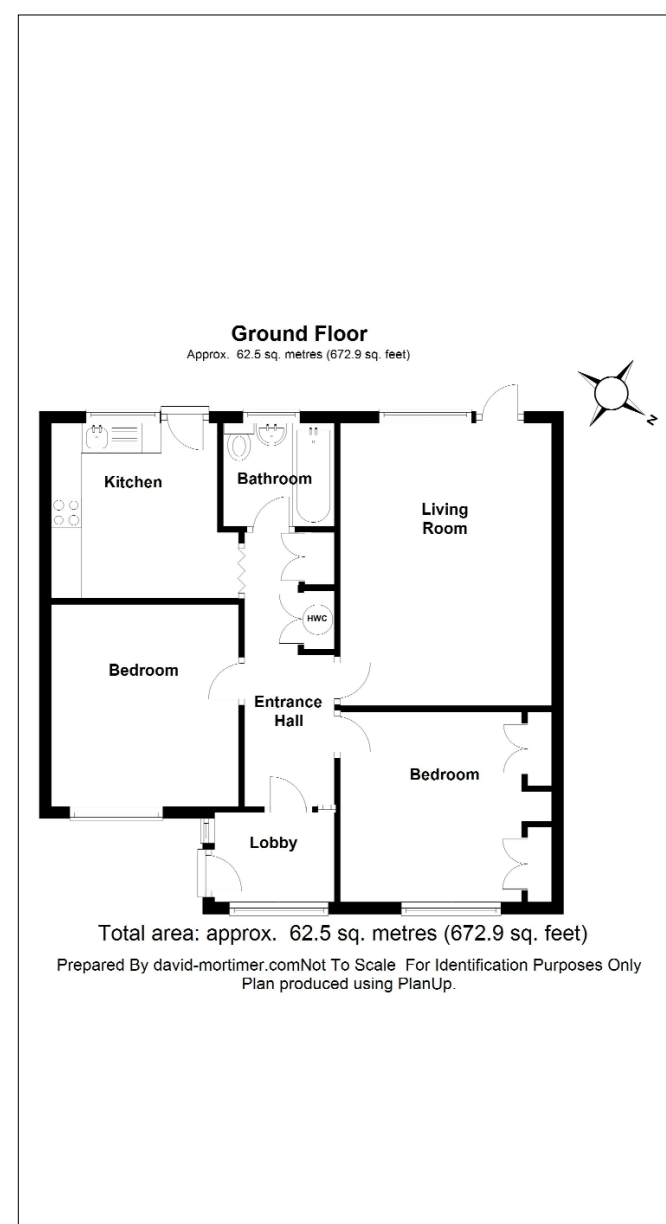 Ground Floor
Approx. 62.5 sq. metres (672.9 sq. feet)
N
Kitchen
Bathroom
Living
Room
HWC
Bedroom
Entrance
Hall
Bedroom
Lobby
Total area: approx. 62.5 sq. metres (672.9 sq. feet)
Prepared By david-mortimer.comNot To Scale For Identification Purposes Only
Plan produced using PlanUp.